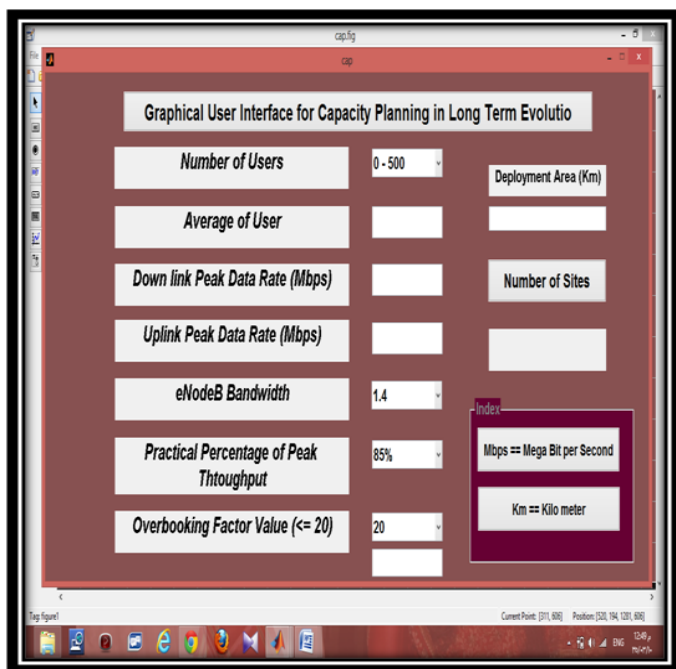 cap.fig
File
cap
Graphical User Interface for Capacity Planning in Long Term Evolutio
Number of Users
0 - 500
Deployment Area (Km)
Average of User
Down link Peak Data Rate (Mbps)
Number of Sites
Uplink Peak Data Rate (Mbps)
eNodeB Bandwidth
1.4
Index
Practical Percentage of Peak
Thtoughput
85%
Mbps == Mega Bit per Second
Km == Kilo meter
Overbooking Factor Value (<= 20)
20
Tag: figure1
Current Point: [311, 606]
Position: [520, 194, 1281, 606]
ENG